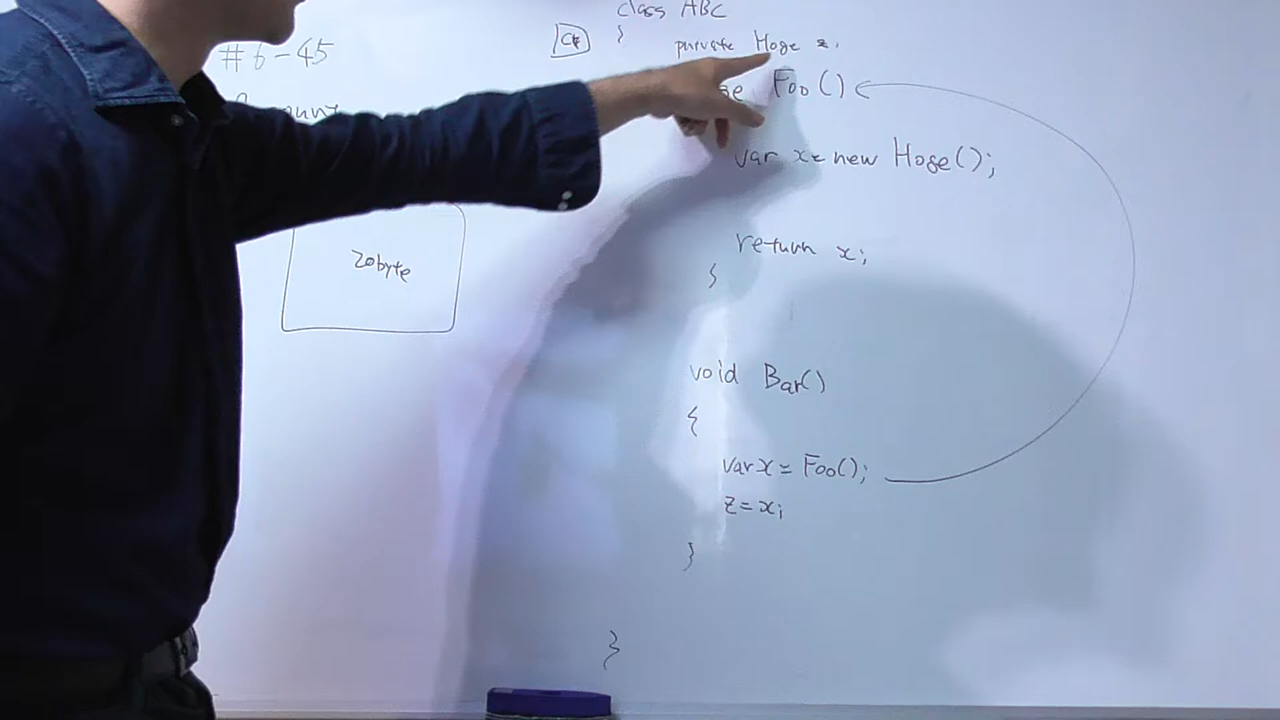 #6-45
20byte
class ABC
C#
{
private Hoge z;
Foo()
var x = new Hoge();
return x;
}
void Bar()
{
var x = Foo();
z = x;
}
}